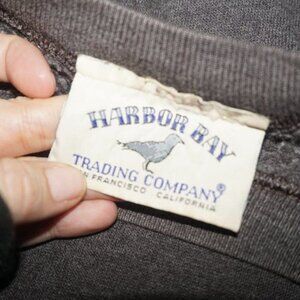 HARBOR BAY
TRADING COMPANY®
N FRANCISCO CALIFORNIA